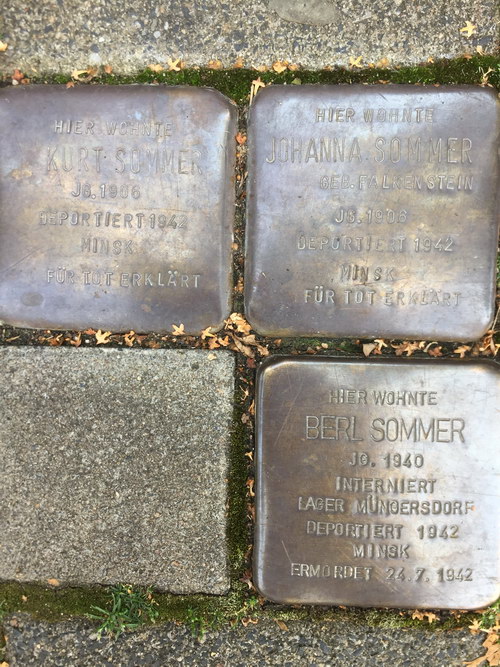 HIER WOHNTE
KURT SOMMER
JG. 1906
DEPORTIERT 1942
MINSK
FÜR TOT ERKLÄRT
HIER WOHNTE
JOHANNA SOMMER
GEB. FALKENSTEIN
JG. 1908
DEPORTIERT 1942
MINSK
FÜR TOT ERKLÄRT
HIER WOHNTE
BERL SOMMER
JG. 1940
INTERNIERT
LAGER MÜNGERSDORF
DEPORTIERT 1942
MINSK
ERMORDET 24.7.1942